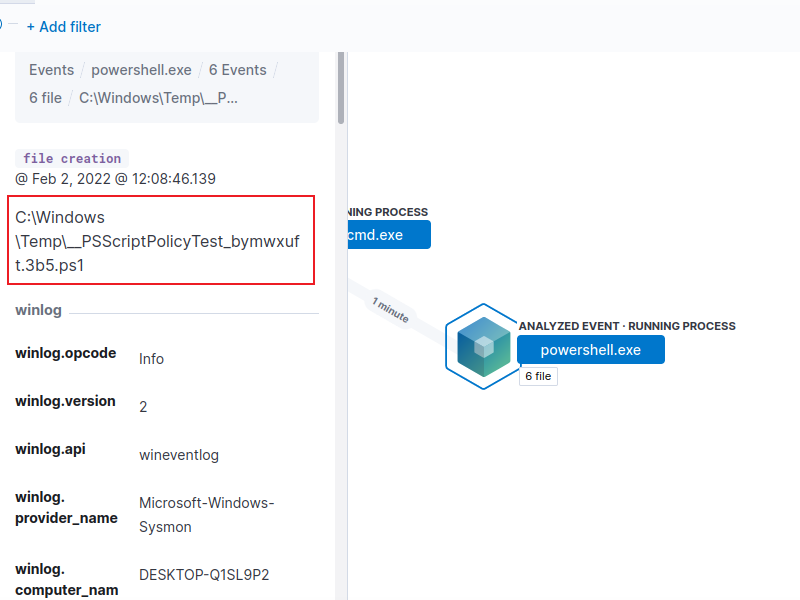 + Add filter
Events / powershell.exe / 6 Events /
6 file / C:\Windows\Temp\__P...
file creation
@ Feb 2, 2022 @ 12:08:46.139
C:\Windows
\Temp\__PSScriptPolicyTest_bymwxuf
t.3b5.ps1
winlog
winlog.opcode Info
winlog.version 2
winlog.api wineventlog
winlog.
provider_name
Microsoft-Windows-
Sysmon
winlog.
computer_nam
DESKTOP-Q1SL9P2
NING PROCESS
cmd.exe
1 minute
ANALYZED EVENT · RUNNING PROCESS
powershell.exe
6 file